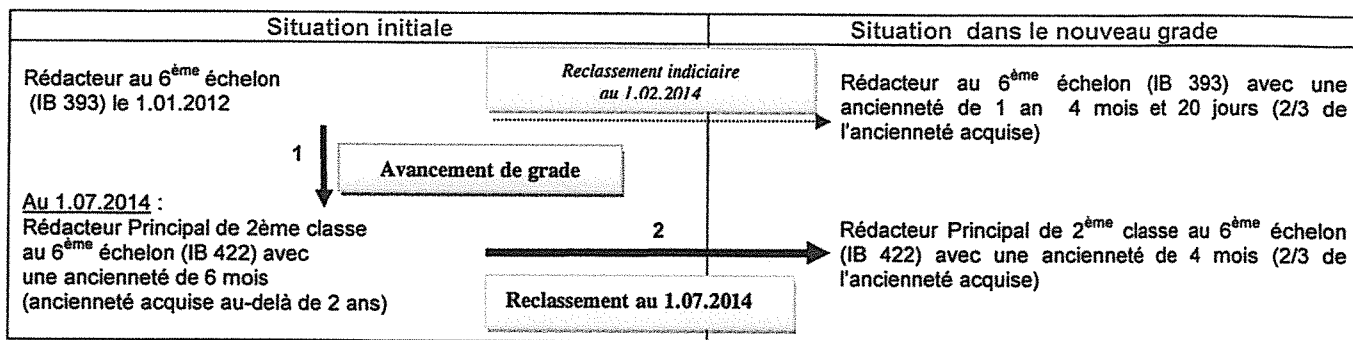 Situation initiale
Situation dans le nouveau grade
Rédacteur au 6ème échelon
(IB 393) le 1.01.2012
Reclassement indiciaire
au 1.02.2014
Rédacteur au 6ème échelon (IB 393) avec une
ancienneté de 1 an 4 mois et 20 jours (2/3 de
l'ancienneté acquise)
1
Avancement de grade
Au 1.07.2014 :
Rédacteur Principal de 2ème classe
au 6ème échelon (IB 422) avec
une ancienneté de 6 mois
(ancienneté acquise au-delà de 2 ans)
2
Reclassement au 1.07.2014
Rédacteur Principal de 2ème classe au 6ème échelon
(IB 422) avec une ancienneté de 4 mois (2/3 de
l'ancienneté acquise)